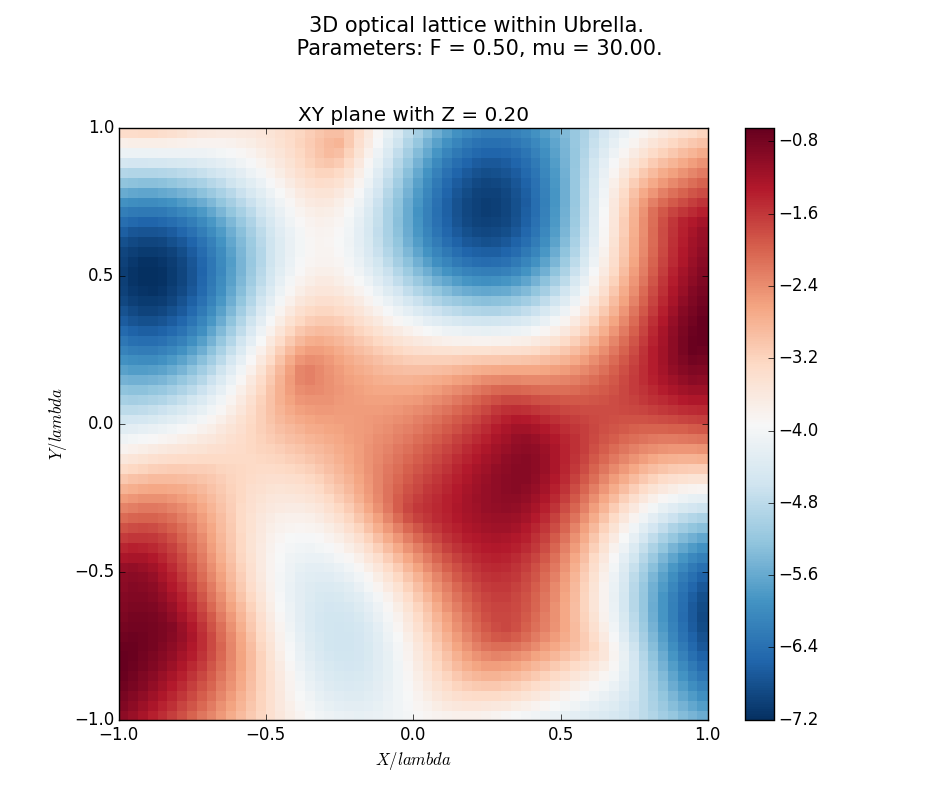 3D optical lattice within Ubrella.
Parameters: F = 0.50, mu = 30.00.
XY plane with Z = 0.20
1.0
0.5
0.0
−0.5
−1.0
Y/lambda
−1.0 −0.5 0.0 0.5 1.0
X/lambda
−0.8
−1.6
−2.4
−3.2
−4.0
−4.8
−5.6
−6.4
−7.2